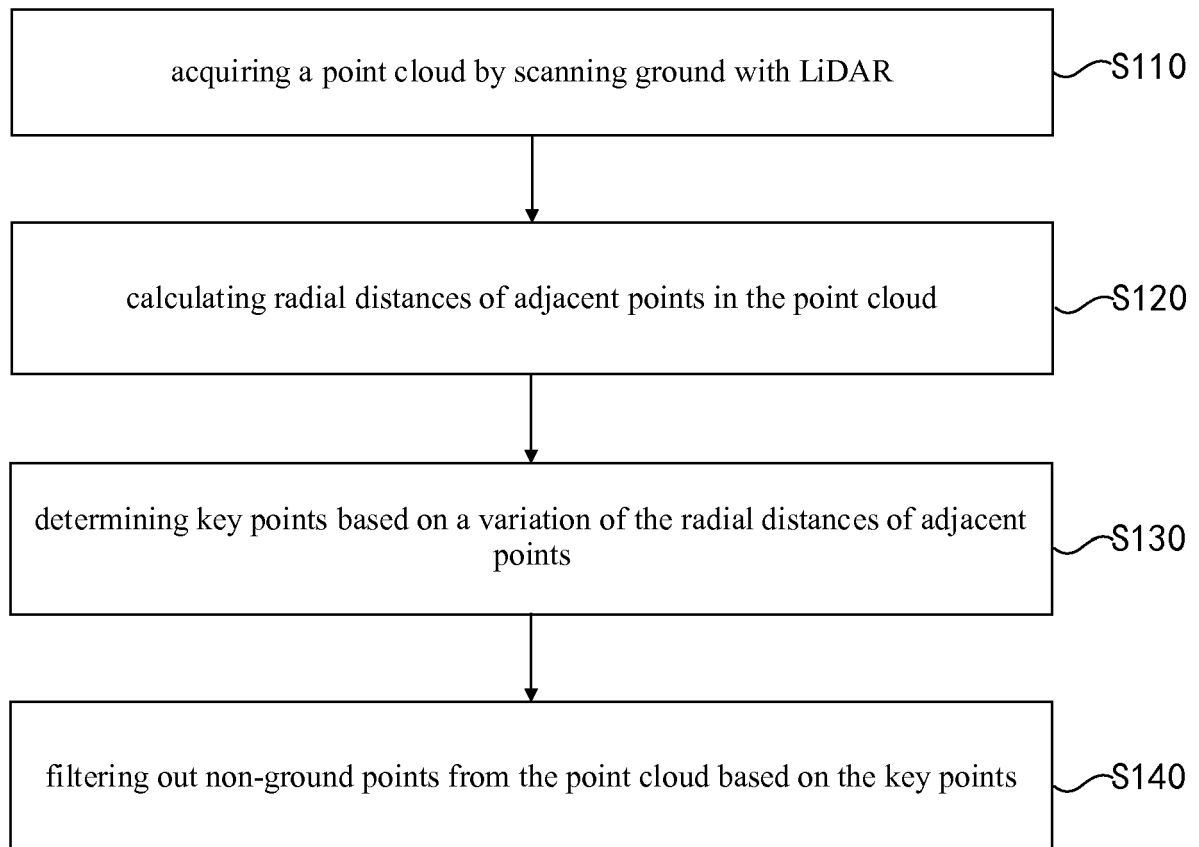 acquiring a point cloud by scanning ground with LiDAR
S110
calculating radial distances of adjacent points in the point cloud
S120
determining key points based on a variation of the radial distances of adjacent
points
S130
filtering out non-ground points from the point cloud based on the key points
S140